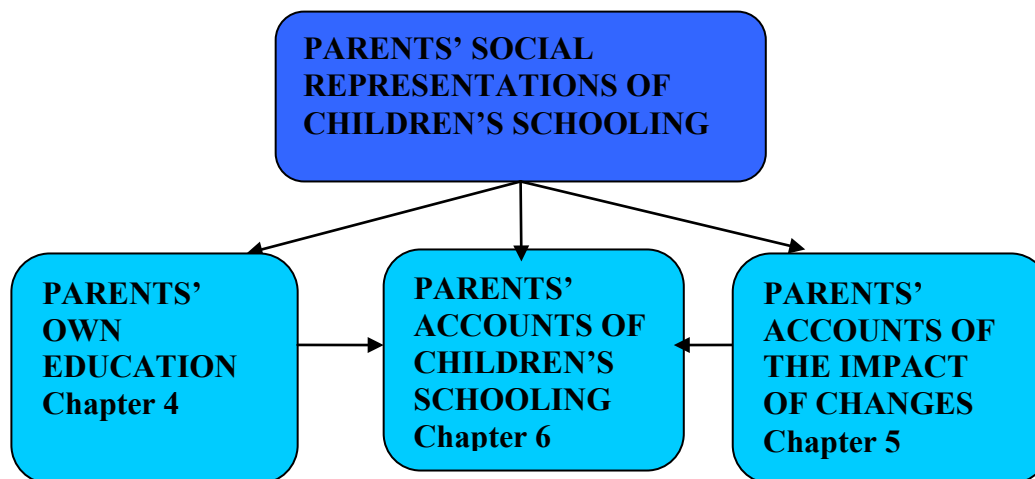 PARENTS’ SOCIAL
REPRESENTATIONS OF
CHILDREN’S SCHOOLING
PARENTS’
OWN
EDUCATION
Chapter 4
PARENTS’
ACCOUNTS OF
CHILDREN’S
SCHOOLING
Chapter 6
PARENTS’
ACCOUNTS OF
THE IMPACT
OF CHANGES
Chapter 5